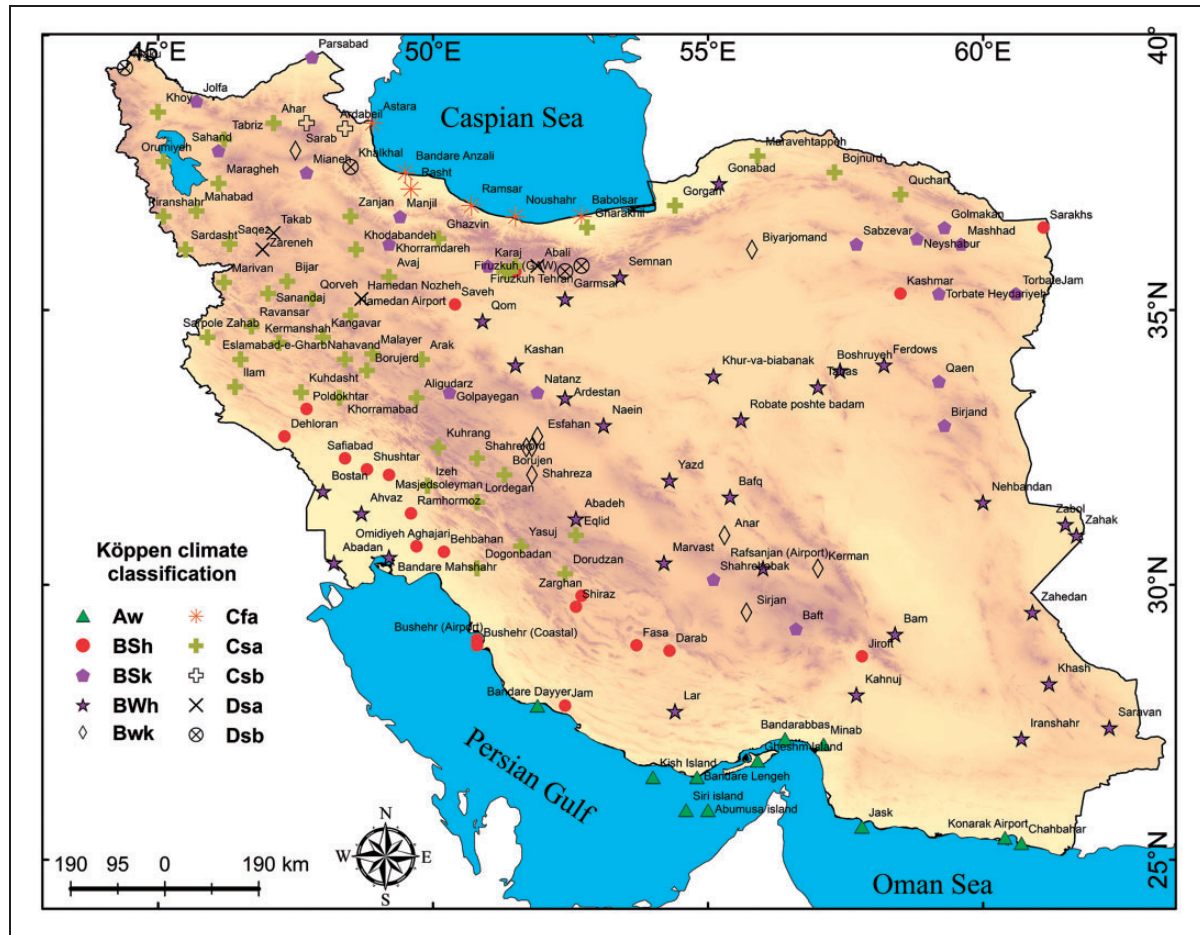 45°E
50°E
55°E
60°E
40°
Parsabad
Jolfa
Khoy
Ahar
Ardabeil
Astara
Tabriz
Sarab
Sahand
Khalkhal
Orumiyeh
Mianeh
Maragheh
Bandare Anzali
Rasht
Caspian Sea
Maravehtappeh
Gonabad
Bojnurd
Quchan
Piranshahr
Mahabad
Zanjan
Manjil
Ramsar
Noushahr
Babolsar
Gharakhil
Gorgan
Takab
Saqez
Zareneh
Khodabandeh
Ghazvin
Golmakan
Mashhad
Sarakhs
Sardasht
Khorramdareh
Karaj
Abali
Biyarjomand
Sabzevar
Neyshabur
Marivan
Bijar
Avaj
Firuzkuh (GAW)
Firuzkuh
Tehran
Semnan
Garmsar
Qorveh
Hamedan Nozheh
Saveh
Kashmar
TorbateJam
Torbate Heydariyeh
Sanandaj
Hamedan Airport
Ravansar
Qom
35°N
Sarpole Zahab
Kermanshah
Kangavar
Eslamabad-e-Gharb
Nahavand
Malayer
Arak
Kashan
Khur-va-biabanak
Boshruyeh
Ferdows
Borujerd
Tabas
Qaen
Ilam
Kuhdasht
Aligudarz
Natanz
Poldokhtar
Golpayegan
Ardestan
Khorramabad
Robate poshte badam
Birjand
Dehloran
Esfahan
Naein
Safiabad
Kuhrang
Shahrekord
Shushtar
Borujen
Bostan
Izeh
Shahreza
Yazd
Masjedsoleyman
Lordegan
Bafq
Nehbandan
Ahvaz
Ramhormoz
Abadeh
Zabol
Zahak
Eqlid
Anar
Omidiyeh Aghajari
Behbahan
Yasuj
Abadan
Dogonbadan
Dorudzan
Marvast
Rafsanjan (Airport)
Kerman
Bandare Mahshahr
Shahrebabak
30°N
Zarghan
Shiraz
Sirjan
Baft
Zahedan
Bushehr (Airport)
Bushehr (Coastal)
Fasa
Darab
Bam
Jiroft
Bandare Dayyer
Jam
Lar
Kahnuj
Khash
Saravan
Iranshahr
Bandarabbas
Minab
Gheshm Island
Kish Island
Bandare Lengeh
Siri island
Abumusa island
Jask
Konarak Airport
Chahbahar
Persian Gulf
Oman Sea
25°N
Köppen climate
classification
Aw
Cfa
BSh
Csa
BSk
Csb
BWh
Dsa
Bwk
Dsb
N
W
E
S
190
95
0
190 km